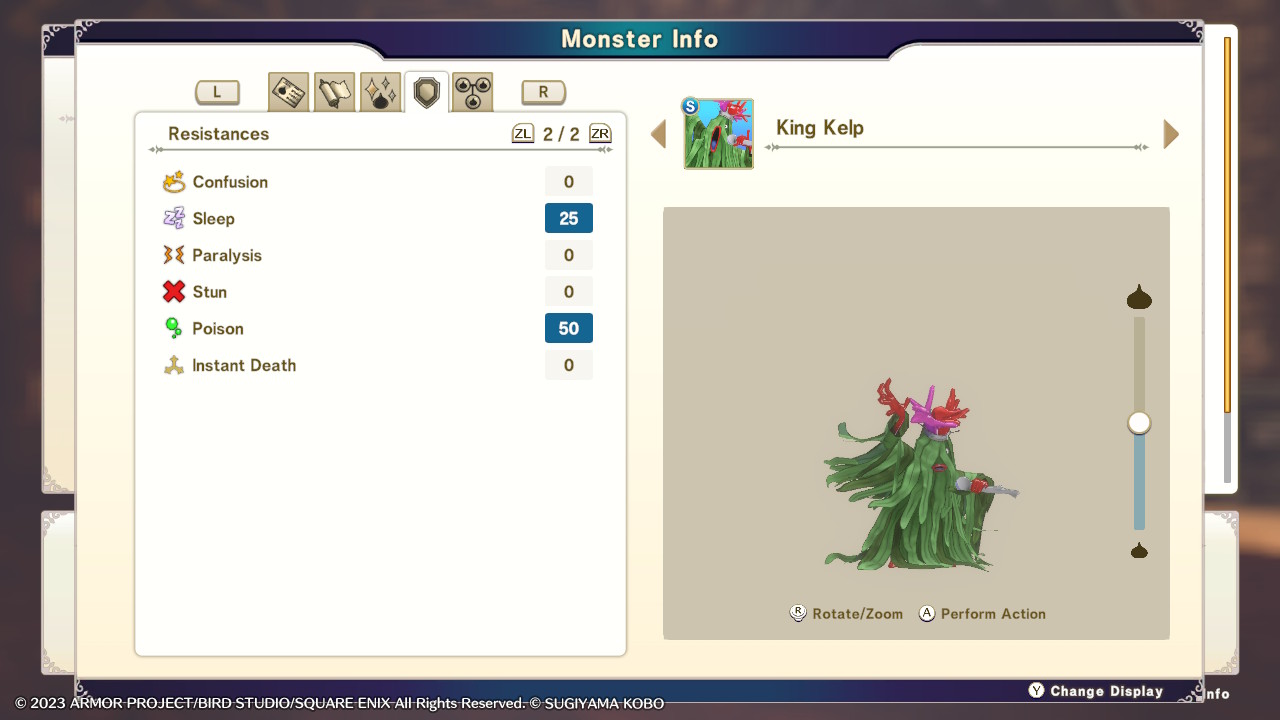 Monster Info
L
R
Resistances
ZL 2 / 2 ZR
Confusion 0
Sleep 25
Paralysis 0
Stun 0
Poison 50
Instant Death 0
S
King Kelp
R Rotate/Zoom A Perform Action
Y Change Display
nfo
© 2023 ARMOR PROJECT/BIRD STUDIO/SQUARE ENIX All Rights Reserved. © SUGIYAMA KOBO